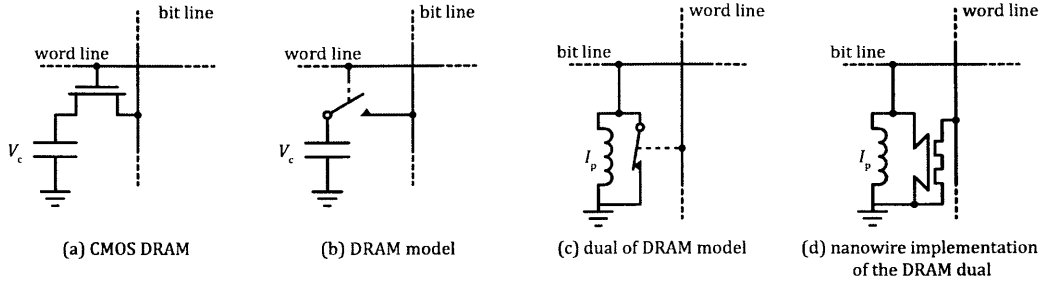 bit line
word line
V_c
(a) CMOS DRAM
bit line
word line
V_c
(b) DRAM model
word line
bit line
I_p
(c) dual of DRAM model
word line
bit line
I_p
(d) nanowire implementation
of the DRAM dual